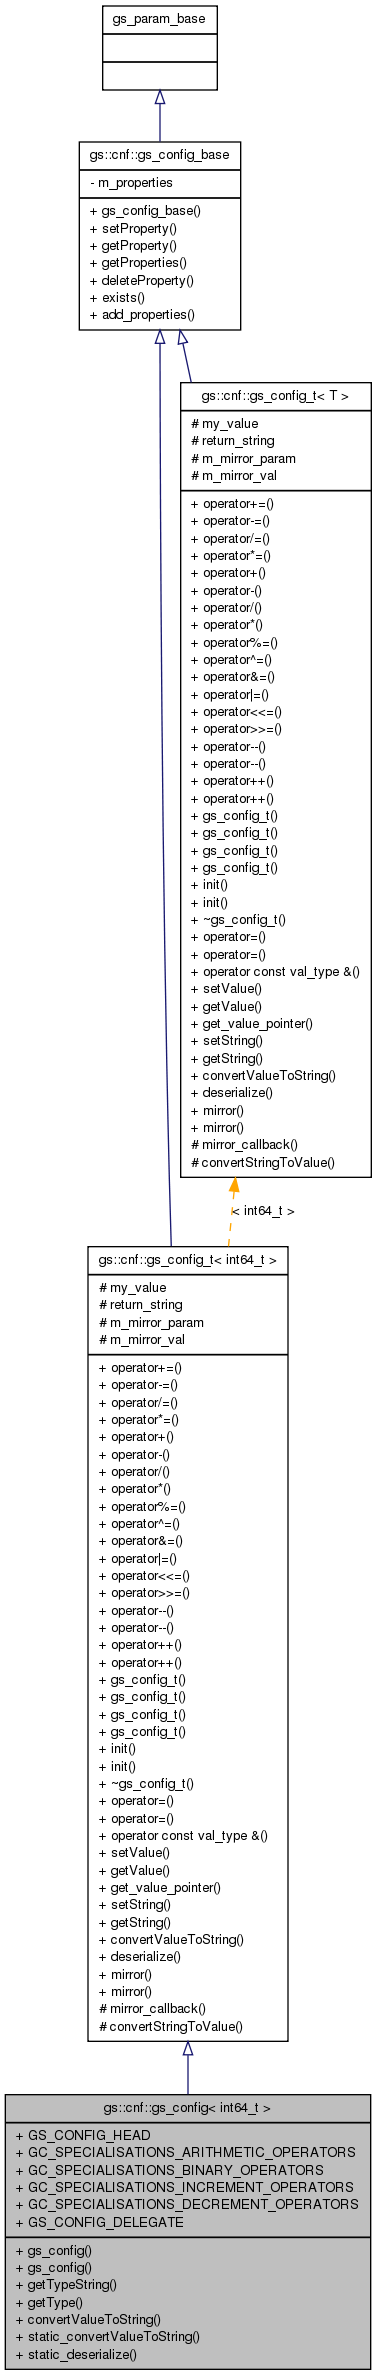 gs_param_base
gs::cnf::gs_config_base
- m_properties
+ gs_config_base()
+ setProperty()
+ getProperty()
+ getProperties()
+ deleteProperty()
+ exists()
+ add_properties()
gs::cnf::gs_config_t< T >
# my_value
# return_string
# m_mirror_param
# m_mirror_val
+ operator+=()
+ operator-=()
+ operator/=()
+ operator*=()
+ operator+()
+ operator-()
+ operator/()
+ operator*()
+ operator%=()
+ operator^=()
+ operator&=()
+ operator|=()
+ operator<<=()
+ operator>>=()
+ operator--()
+ operator--()
+ operator++()
+ operator++()
+ gs_config_t()
+ gs_config_t()
+ gs_config_t()
+ gs_config_t()
+ init()
+ init()
+ ~gs_config_t()
+ operator=()
+ operator=()
+ operator const val_type &()
+ setValue()
+ getValue()
+ get_value_pointer()
+ setString()
+ getString()
+ convertValueToString()
+ deserialize()
+ mirror()
+ mirror()
# mirror_callback()
# convertStringToValue()
< int64_t >
gs::cnf::gs_config_t< int64_t >
# my_value
# return_string
# m_mirror_param
# m_mirror_val
+ operator+=()
+ operator-=()
+ operator/=()
+ operator*=()
+ operator+()
+ operator-()
+ operator/()
+ operator*()
+ operator%=()
+ operator^=()
+ operator&=()
+ operator|=()
+ operator<<=()
+ operator>>=()
+ operator--()
+ operator--()
+ operator++()
+ operator++()
+ gs_config_t()
+ gs_config_t()
+ gs_config_t()
+ gs_config_t()
+ init()
+ init()
+ ~gs_config_t()
+ operator=()
+ operator=()
+ operator const val_type &()
+ setValue()
+ getValue()
+ get_value_pointer()
+ setString()
+ getString()
+ convertValueToString()
+ deserialize()
+ mirror()
+ mirror()
# mirror_callback()
# convertStringToValue()
gs::cnf::gs_config< int64_t >
+ GS_CONFIG_HEAD
+ GC_SPECIALISATIONS_ARITHMETIC_OPERATORS
+ GC_SPECIALISATIONS_BINARY_OPERATORS
+ GC_SPECIALISATIONS_INCREMENT_OPERATORS
+ GC_SPECIALISATIONS_DECREMENT_OPERATORS
+ GS_CONFIG_DELEGATE
+ gs_config()
+ gs_config()
+ getTypeString()
+ getType()
+ convertValueToString()
+ static_convertValueToString()
+ static_deserialize()